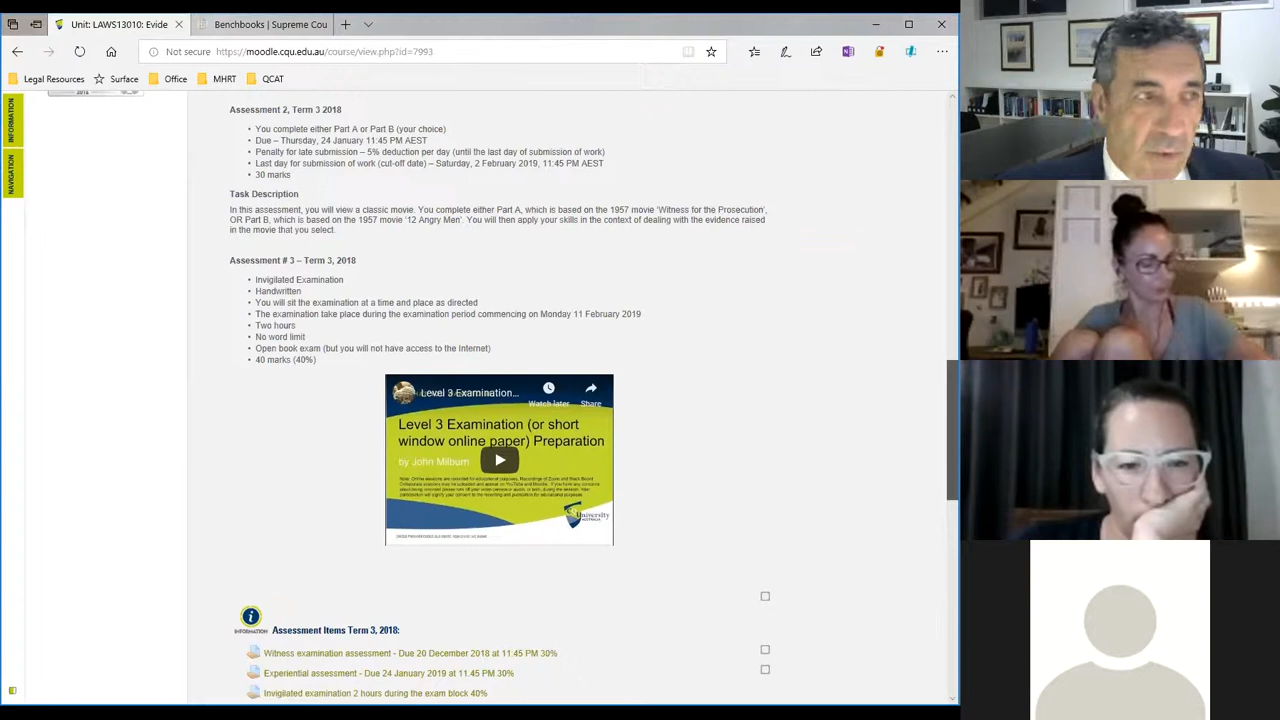 Unit: LAWS13010: Evide
Benchbooks | Supreme Cou
Not secure https://moodle.cqu.edu.au/course/view.php?id=7993
Legal Resources Surface Office MHRT QCAT
INFORMATION
NAVIGATION
Assessment 2, Term 3 2018
• You complete either Part A or Part B (your choice)
• Due – Thursday, 24 January 11:45 PM AEST
• Penalty for late submission – 5% deduction per day (until the last day of submission of work)
• Last day for submission of work (cut-off date) – Saturday, 2 February 2019, 11:45 PM AEST
• 30 marks
Task Description
In this assessment, you will view a classic movie. You complete either Part A, which is based on the 1957 movie 'Witness for the Prosecution',
OR Part B, which is based on the 1957 movie '12 Angry Men'. You will then apply your skills in the context of dealing with the evidence raised
in the movie that you select.
Assessment # 3 – Term 3, 2018
• Invigilated Examination
• Handwritten
• You will sit the examination at a time and place as directed
• The examination take place during the examination period commencing on Monday 11 February 2019
• Two hours
• No word limit
• Open book exam (but you will not have access to the Internet)
• 40 marks (40%)
Level 3 Examination...
Watch later Share
Level 3 Examination (or short
window online paper) Preparation
by John Milburn
University
INFORMATION
Assessment Items Term 3, 2018:
Witness examination assessment - Due 20 December 2018 at 11:45 PM 30%
Experiential assessment - Due 24 January 2019 at 11:45 PM 30%
Invigilated examination 2 hours during the exam block 40%